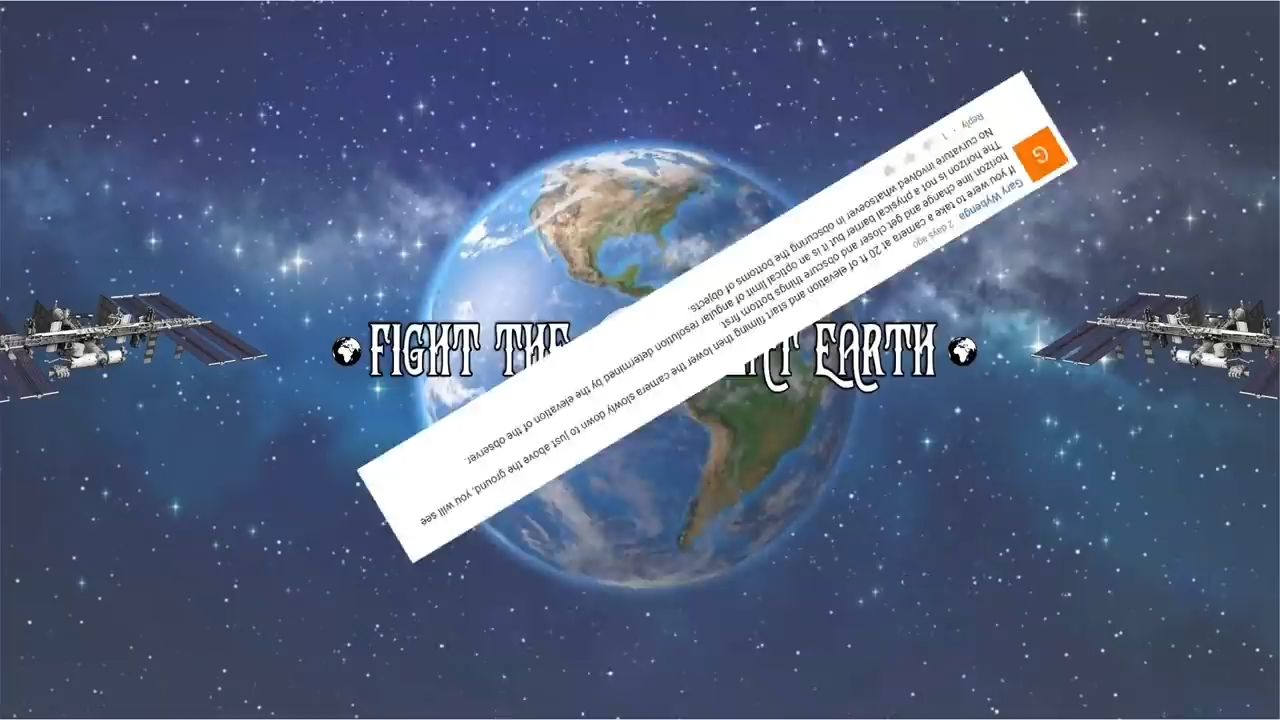 FIGHT THE EARTH
G
Gary Wybenga 2 days ago
If you were to take a camera at 20 ft of elevation and start filming then lower the camera slowly down to just above the ground, you will see
horizon line change and get closer and obscure things bottom first.
The horizon is not a physical barrier but it is an optical limit of angular resolution determined by the elevation of the observer.
No curvature involved whatsoever in obscuring the bottoms of objects.
Reply · 1